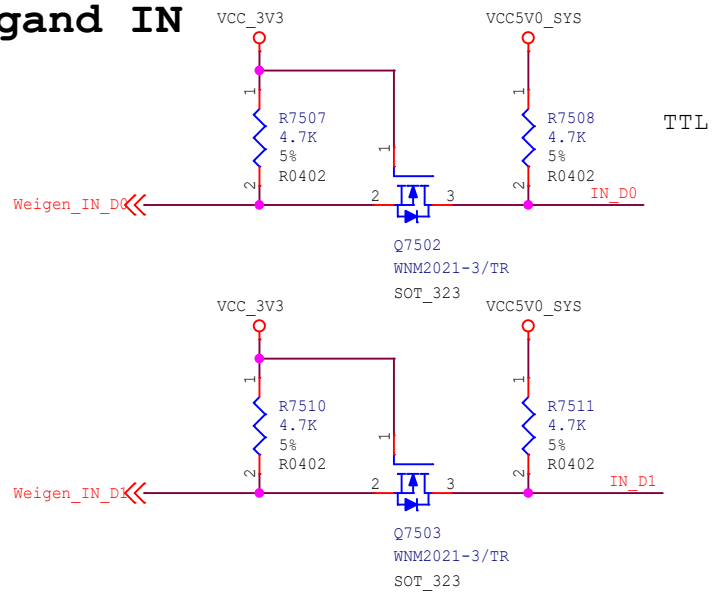 gand IN
VCC_3V3
VCC5V0_SYS
TTL
1
R7507
4.7K
5%
R0402
2
1
1
R7508
4.7K
5%
R0402
2
Weigen_IN_D0
2
3
IN_D0
Q7502
WNM2021-3/TR
SOT_323
VCC_3V3
VCC5V0_SYS
1
R7510
4.7K
5%
R0402
2
1
1
R7511
4.7K
5%
R0402
2
Weigen_IN_D1
2
3
IN_D1
Q7503
WNM2021-3/TR
SOT_323